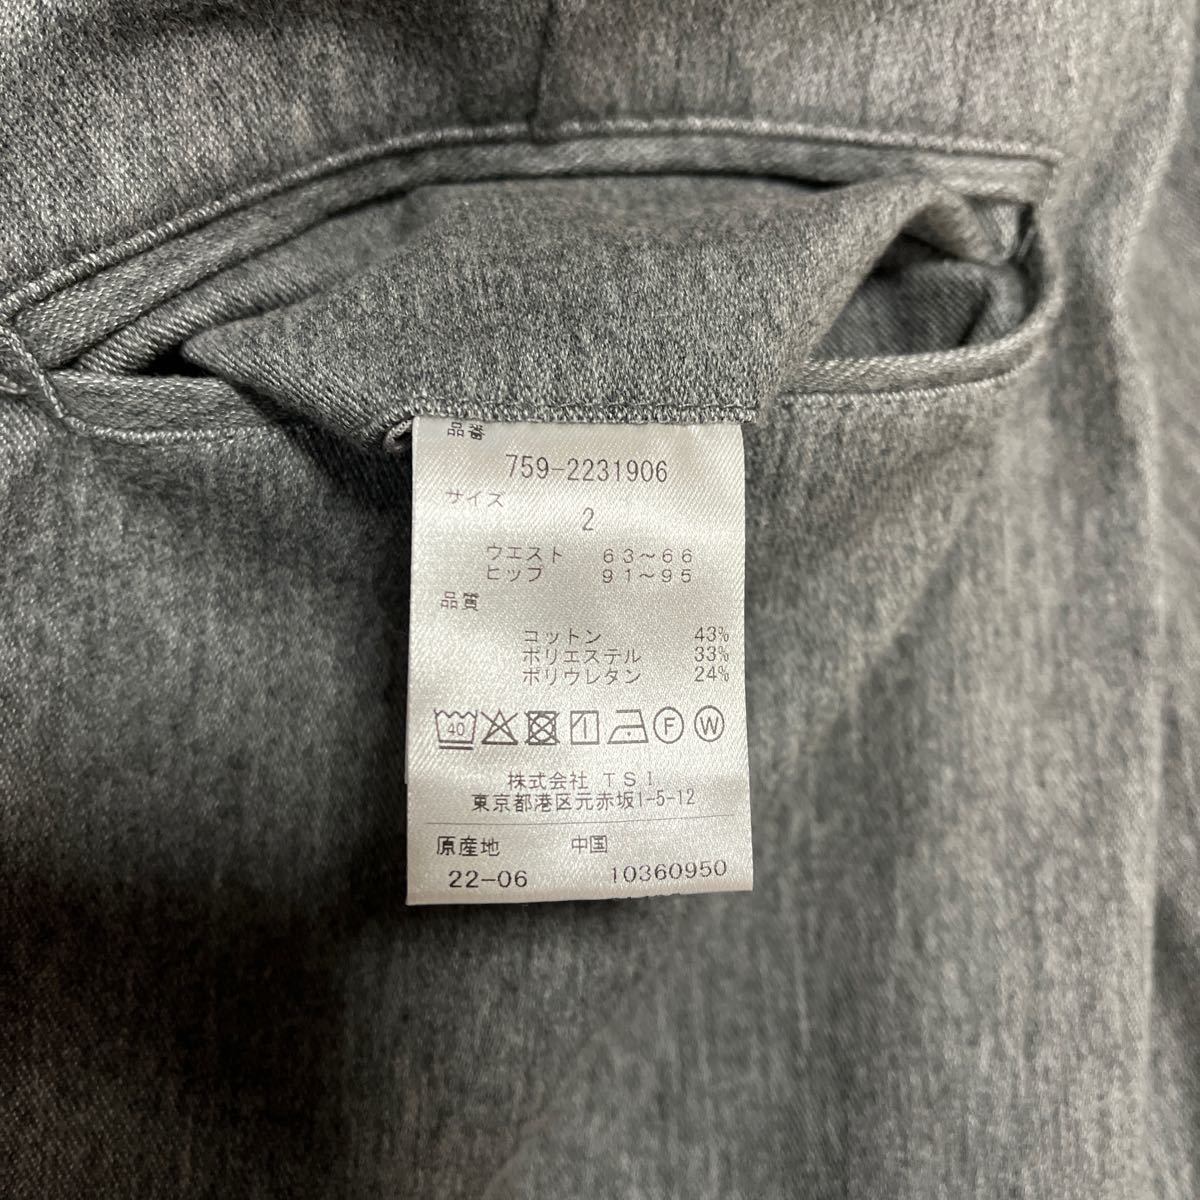 品番
759-2231906
サイズ
2
ウエスト 63〜66
ヒップ 91〜95
品質
コットン 43%
ポリエステル 33%
ポリウレタン 24%
40 F W
株式会社 TSI
東京都港区元赤坂1-5-12
原産地 中国
22-06 10360950